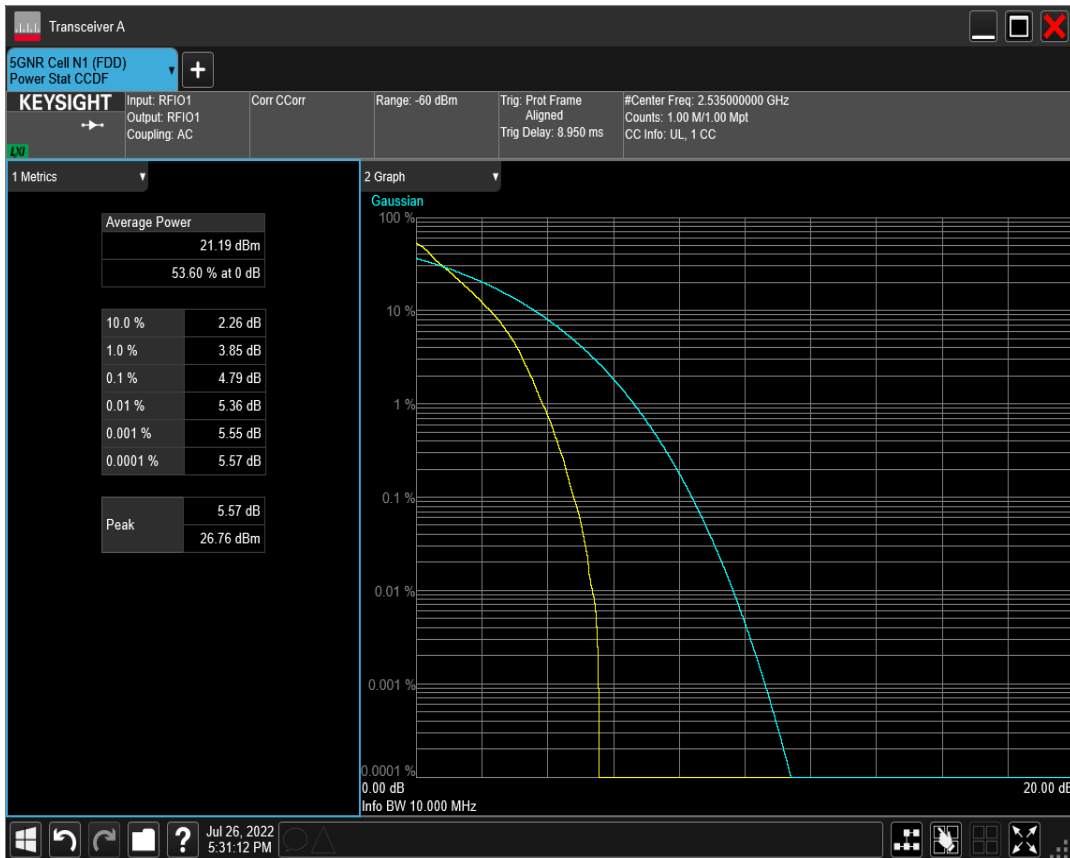 Transceiver A
5GNR Cell N1 (FDD)
Power Stat CCDF
+
KEYSIGHT
LXI
Input: RFIO1
Output: RFIO1
Coupling: AC
Corr CCorr
Range: -60 dBm
Trig: Prot Frame
Aligned
Trig Delay: 8.950 ms
#Center Freq: 2.535000000 GHz
Counts: 1.00 M/1.00 Mpt
CC Info: UL, 1 CC
1 Metrics
Average Power
21.19 dBm
53.60 % at 0 dB
10.0 % 2.26 dB
1.0 % 3.85 dB
0.1 % 4.79 dB
0.01 % 5.36 dB
0.001 % 5.55 dB
0.0001 % 5.57 dB
Peak 5.57 dB
26.76 dBm
2 Graph
Gaussian
100 %
10 %
1 %
0.1 %
0.01 %
0.001 %
0.0001 %
0.00 dB 20.00 dB
Info BW 10.000 MHz
? Jul 26, 2022
5:31:12 PM